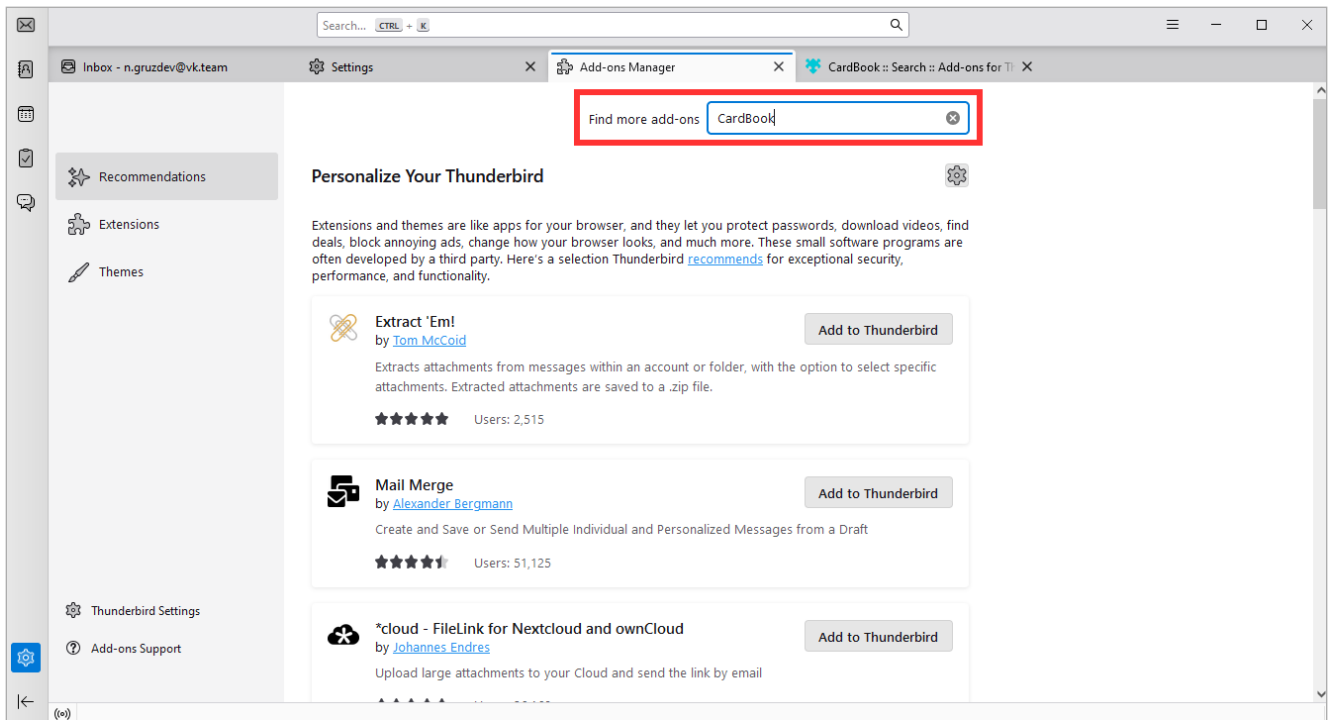 Search... CTRL + K
Inbox - n.gruzdev@vk.team
Settings
Add-ons Manager
CardBook :: Search :: Add-ons for Th
Find more add-ons CardBook
Recommendations
Extensions
Themes
Personalize Your Thunderbird
Extensions and themes are like apps for your browser, and they let you protect passwords, download videos, find
deals, block annoying ads, change how your browser looks, and much more. These small software programs are
often developed by a third party. Here's a selection Thunderbird recommends for exceptional security,
performance, and functionality.
Extract 'Em!
by Tom McCoid
Add to Thunderbird
Extracts attachments from messages within an account or folder, with the option to select specific
attachments. Extracted attachments are saved to a .zip file.
Users: 2,515
Mail Merge
by Alexander Bergmann
Add to Thunderbird
Create and Save or Send Multiple Individual and Personalized Messages from a Draft
Users: 51,125
*cloud - FileLink for Nextcloud and ownCloud
by Johannes Endres
Add to Thunderbird
Upload large attachments to your Cloud and send the link by email
Thunderbird Settings
Add-ons Support